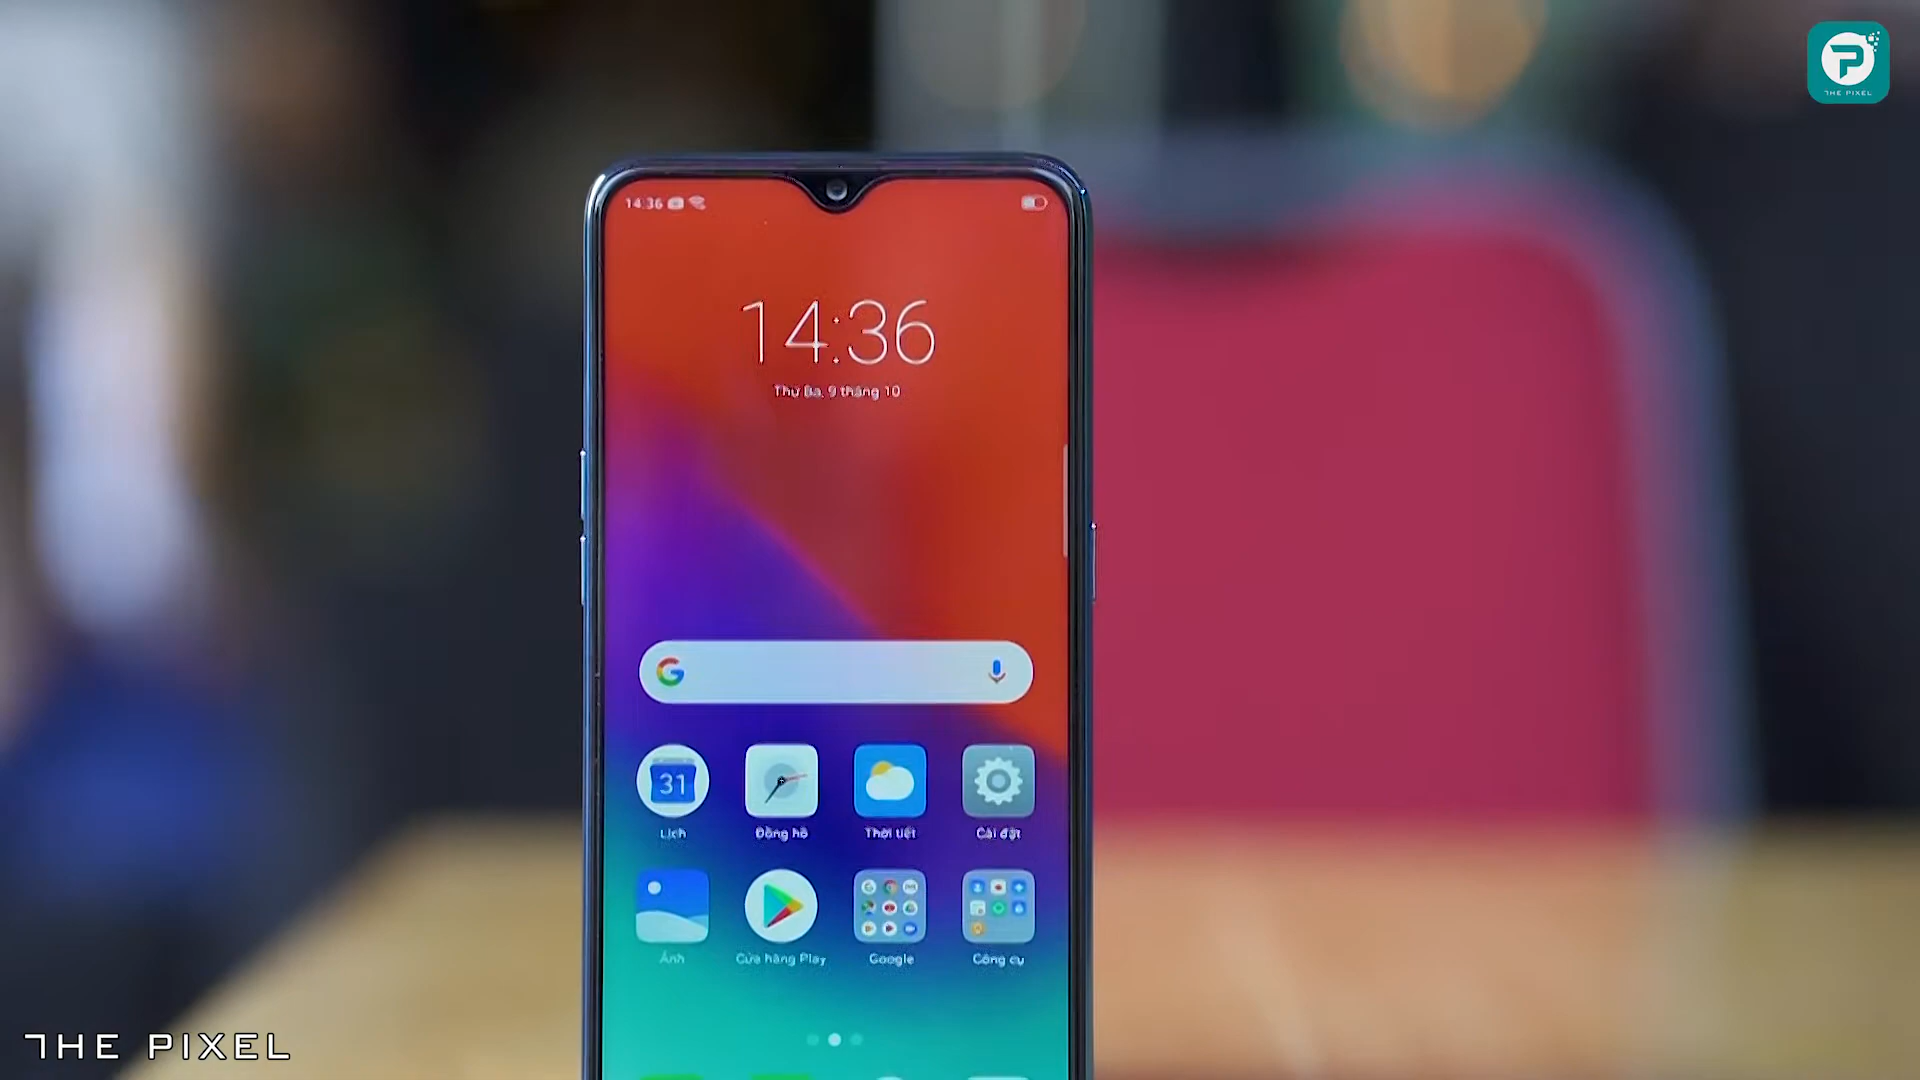 THE PIXEL
14:36
14:36
Thứ Ba, 9 tháng 10
G
31
Lịch
Đồng hồ
Thời tiết
Cài đặt
Ảnh
Cửa hàng Play
Google
Công cụ
THE PIXEL